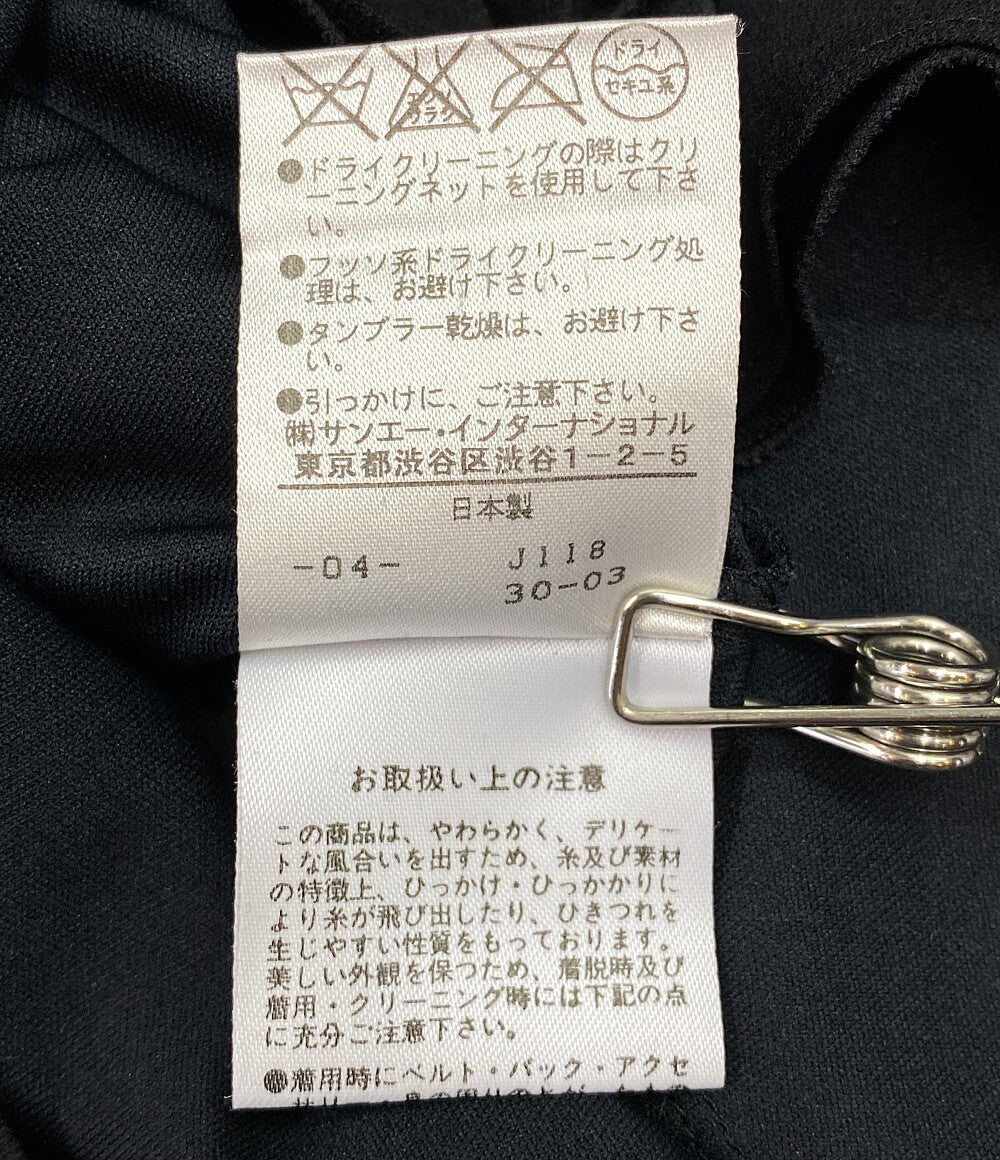 エンソ
サラシ
ドライ
セキユ系
●ドライクリーニングの際はクリ
ーニングネットを使用して下さ
い。
●フッソ系ドライクリーニング処
理は、お避け下さい。
●タンブラー乾燥は、お避け下さ
い。
●引っかけに、ご注意下さい。
㈱サンエー・インターナショナル
東京都渋谷区渋谷1-2-5
日本製
-04-
J118
30-03
お取扱い上の注意
この商品は、やわらかく、デリケー
トな風合いを出すため、糸及び素材
の特徴上、ひっかけ・ひっかかりに
より糸が飛び出したり、ひきつれを
生じやすい性質をもっております。
美しい外観を保つため、着脱時及び
着用・クリーニング時には下記の点
に充分ご注意下さい。
●着用時にベルト・バック・アクセ